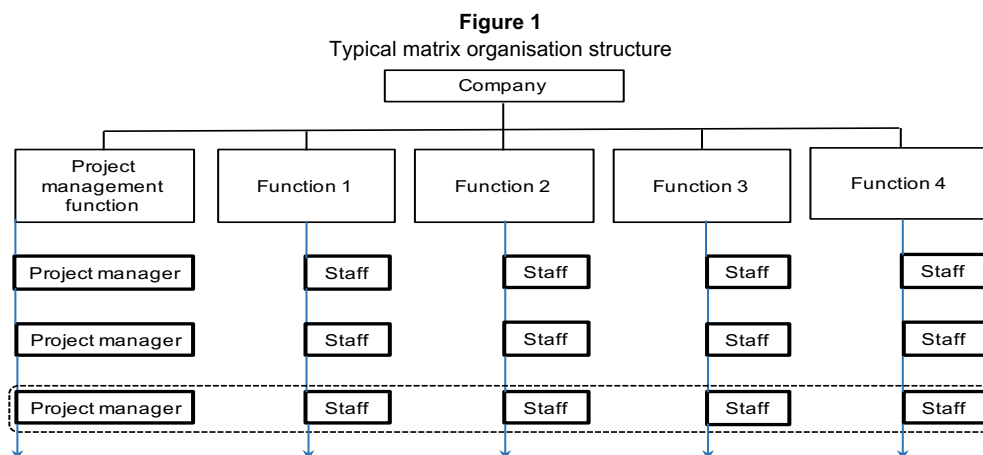 Figure 1
Typical matrix organisation structure
Company
Project
management
function
Function 1
Function 2
Function 3
Function 4
Project manager
Staff
Staff
Staff
Staff
Project manager
Staff
Staff
Staff
Staff
Project manager
Staff
Staff
Staff
Staff